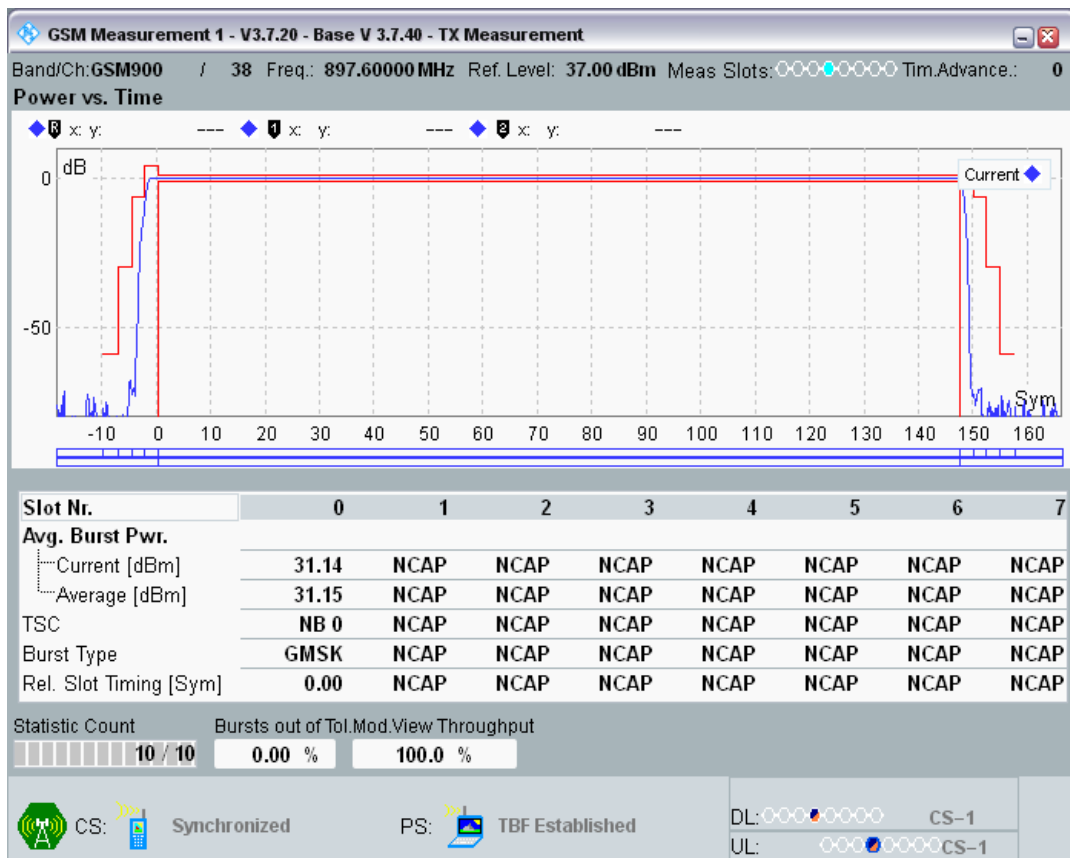 GSM Measurement 1 - V3.7.20 - Base V 3.7.40 - TX Measurement
Band/Ch:GSM900 / 38 Freq.: 897.60000 MHz Ref. Level: 37.00 dBm Meas Slots: Tim.Advance.: 0
Power vs. Time
R x: y: --- 1 x: y: --- 2 x: y: ---
dB
Current
0
-50
Sym
-10 0 10 20 30 40 50 60 70 80 90 100 110 120 130 140 150 160
Slot Nr. 0 1 2 3 4 5 6 7
Avg. Burst Pwr.
Current [dBm] 31.14 NCAP NCAP NCAP NCAP NCAP NCAP NCAP
Average [dBm] 31.15 NCAP NCAP NCAP NCAP NCAP NCAP NCAP
TSC NB 0 NCAP NCAP NCAP NCAP NCAP NCAP NCAP
Burst Type GMSK NCAP NCAP NCAP NCAP NCAP NCAP NCAP
Rel. Slot Timing [Sym] 0.00 NCAP NCAP NCAP NCAP NCAP NCAP NCAP
Statistic Count Bursts out of Tol.Mod.View Throughput
10 / 10 0.00 % 100.0 %
CS: Synchronized PS: TBF Established
DL: CS-1
UL: CS-1